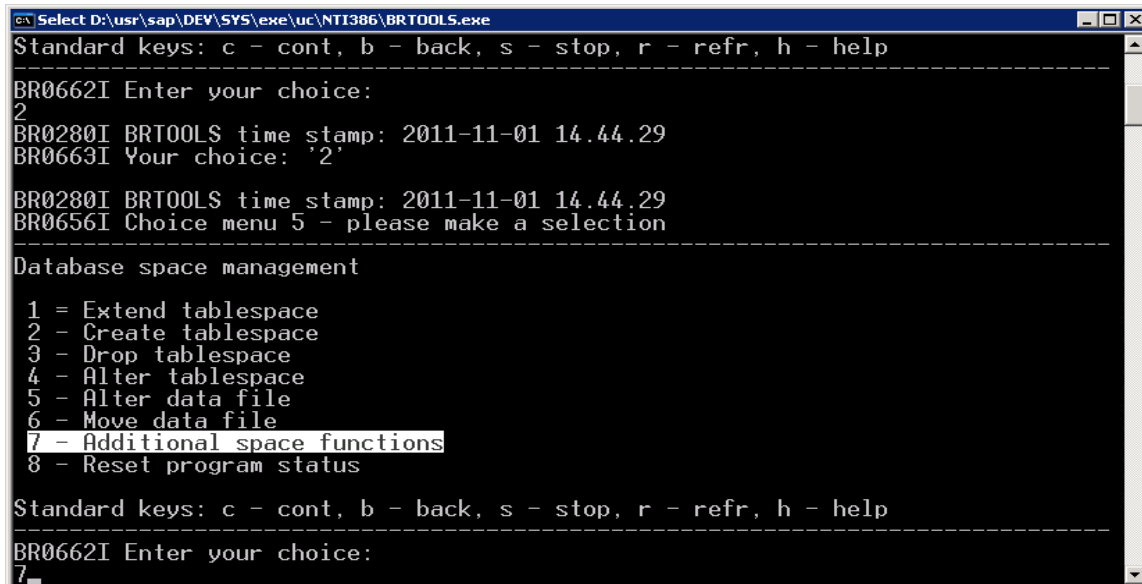 Select D:\usr\sap\DEV\SYS\exe\uc\NTI386\BRTOOLS.exe
Standard keys: c - cont, b - back, s - stop, r - refr, h - help
-------------------------------------------------------------------------------
BR0662I Enter your choice:
2
BR0280I BRTOOLS time stamp: 2011-11-01 14.44.29
BR0663I Your choice: '2'
BR0280I BRTOOLS time stamp: 2011-11-01 14.44.29
BR0656I Choice menu 5 - please make a selection
-------------------------------------------------------------------------------
Database space management
1 = Extend tablespace
2 - Create tablespace
3 - Drop tablespace
4 - Alter tablespace
5 - Alter data file
6 - Move data file
7 - Additional space functions
8 - Reset program status
Standard keys: c - cont, b - back, s - stop, r - refr, h - help
-------------------------------------------------------------------------------
BR0662I Enter your choice:
7_